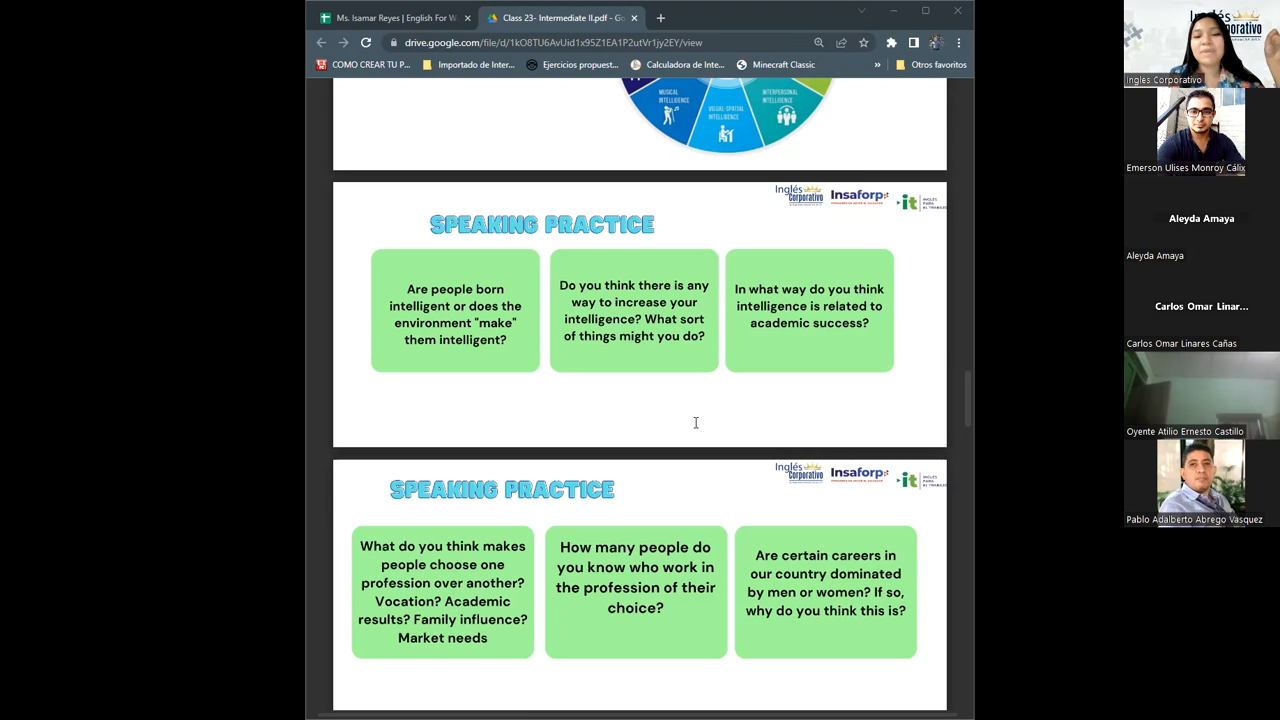 Ms. Isamar Reyes | English For W
Class 23- Intermediate II.pdf - Go
drive.google.com/file/d/1kO8TU6AvUid1x95Z1EA1P2utVr1jy2EY/view
COMO CREAR TU P...
Importado de Inter...
Ejercicios propuest...
Calculadora de Inte...
Minecraft Classic
»
Otros favoritos
MUSICAL
INTELLIGENCE
VISUAL-SPATIAL
INTELLIGENCE
INTERPERSONAL
INTELLIGENCE
Inglés
Corporativo
Insaforp
it
INGLÉS
PARA
EL TRABAJO
SPEAKING PRACTICE
Are people born
intelligent or does the
environment "make"
them intelligent?
Do you think there is any
way to increase your
intelligence? What sort
of things might you do?
In what way do you think
intelligence is related to
academic success?
Inglés
Corporativo
Insaforp
it
INGLÉS
PARA
SPEAKING PRACTICE
What do you think makes
people choose one
profession over another?
Vocation? Academic
results? Family influence?
Market needs
How many people do
you know who work in
the profession of their
choice?
Are certain careers in
our country dominated
by men or women? If so,
why do you think this is?
Inglés Corporativo
Emerson Ulises Monroy Cálix
Aleyda Amaya
Aleyda Amaya
Carlos Omar Linar...
Carlos Omar Linares Cañas
Oyente Atilio Ernesto Castillo
Pablo Adalberto Abrego Vasquez